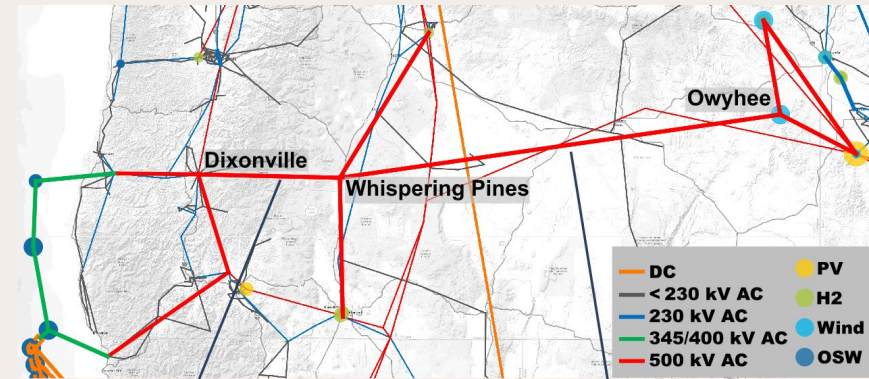 Owyhee
Dixonville
Whispering Pines
DC
< 230 kV AC
230 kV AC
345/400 kV AC
500 kV AC
PV
H2
Wind
OSW